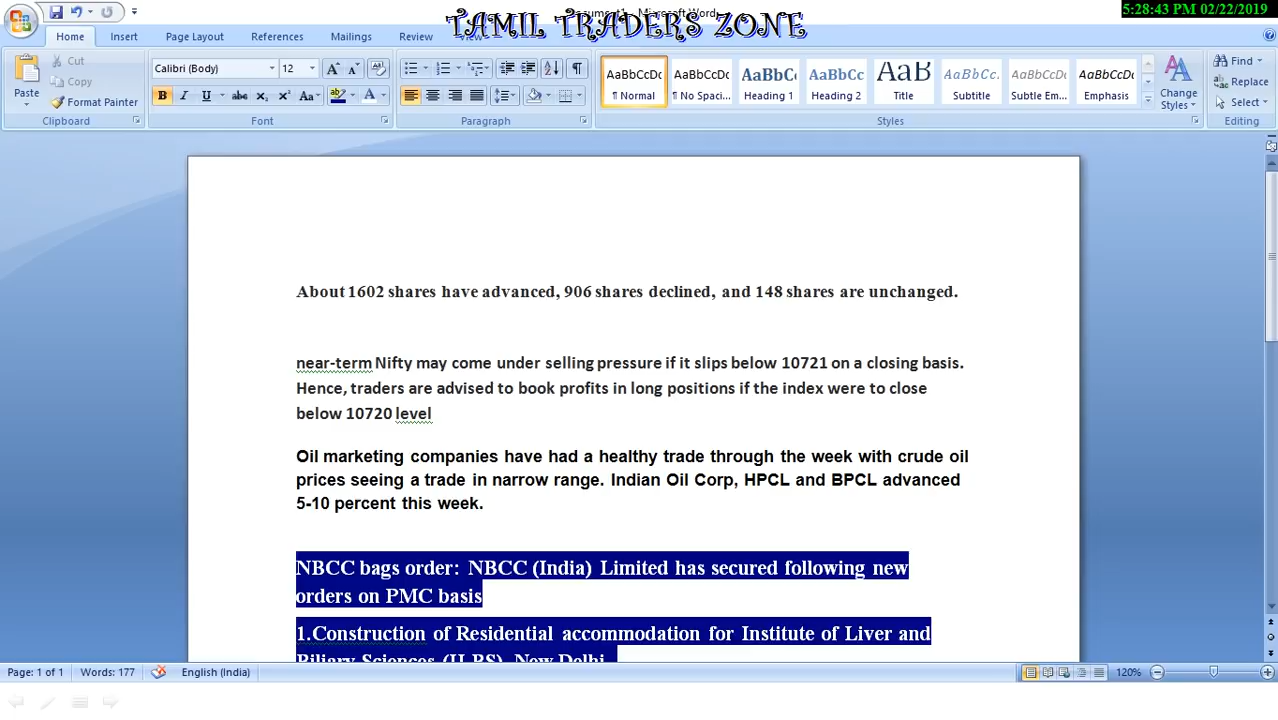 TAMIL TRADERS ZONE
5:28:43 PM 02/22/2019
Home Insert Page Layout References Mailings Review View
Paste Cut Copy Format Painter
Clipboard
Calibri (Body) 12
Font
Paragraph
AaBbCcDc AaBbCcDc AaBbC AaBbCc AaB AaBbCc. AaBbCcDc AaBbCcDc
¶ Normal ¶ No Spaci... Heading 1 Heading 2 Title Subtitle Subtle Em... Emphasis
Change Styles
Styles
Find
Replace
Select
Editing
About 1602 shares have advanced, 906 shares declined, and 148 shares are unchanged.
near-term Nifty may come under selling pressure if it slips below 10721 on a closing basis.
Hence, traders are advised to book profits in long positions if the index were to close
below 10720 level
Oil marketing companies have had a healthy trade through the week with crude oil
prices seeing a trade in narrow range. Indian Oil Corp, HPCL and BPCL advanced
5-10 percent this week.
NBCC bags order: NBCC (India) Limited has secured following new
orders on PMC basis
1.Construction of Residential accommodation for Institute of Liver and
Sciences New Delhi
Page: 1 of 1 Words: 177 English (India) 120%